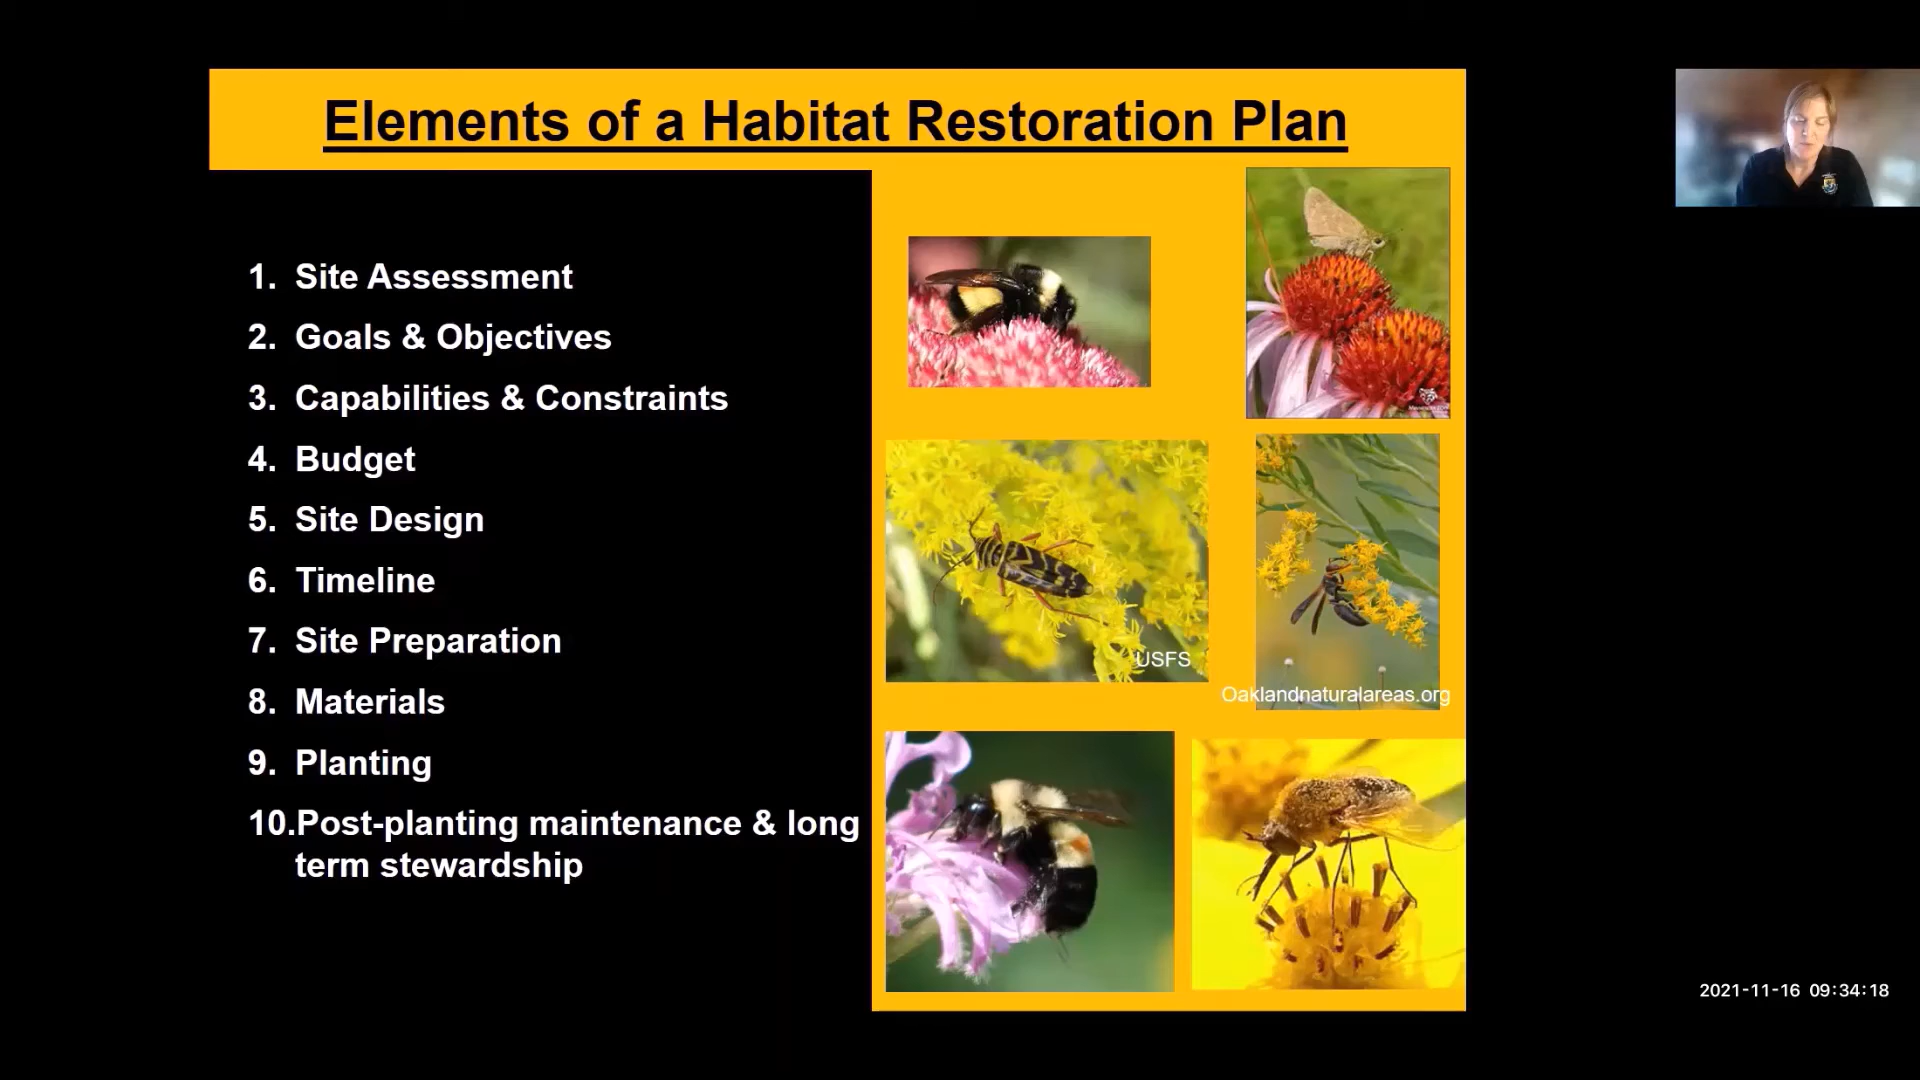 Elements of a Habitat Restoration Plan
1. Site Assessment
2. Goals & Objectives
3. Capabilities & Constraints
4. Budget
5. Site Design
6. Timeline
7. Site Preparation
8. Materials
9. Planting
10.Post-planting maintenance & long
term stewardship
USFS
Oaklandnaturalareas.org
2021-11-16 09:34:18